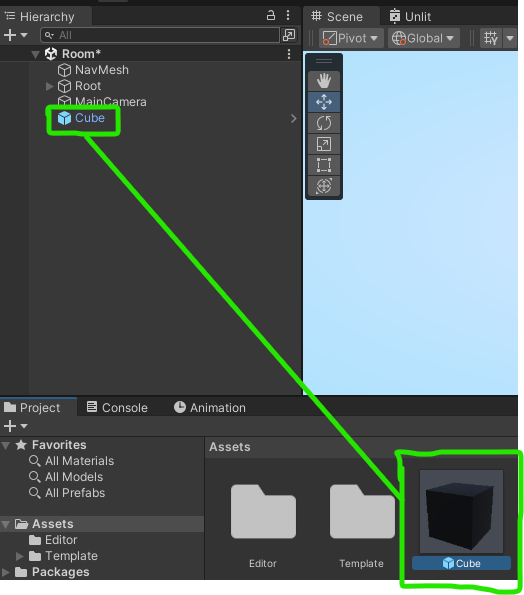 Hierarchy
All
Room*
NavMesh
Root
MainCamera
Cube
Scene
Unlit
Pivot
Global
Project
Console
Animation
Favorites
All Materials
All Models
All Prefabs
Assets
Editor
Template
Packages
Assets
Editor
Template
Cube